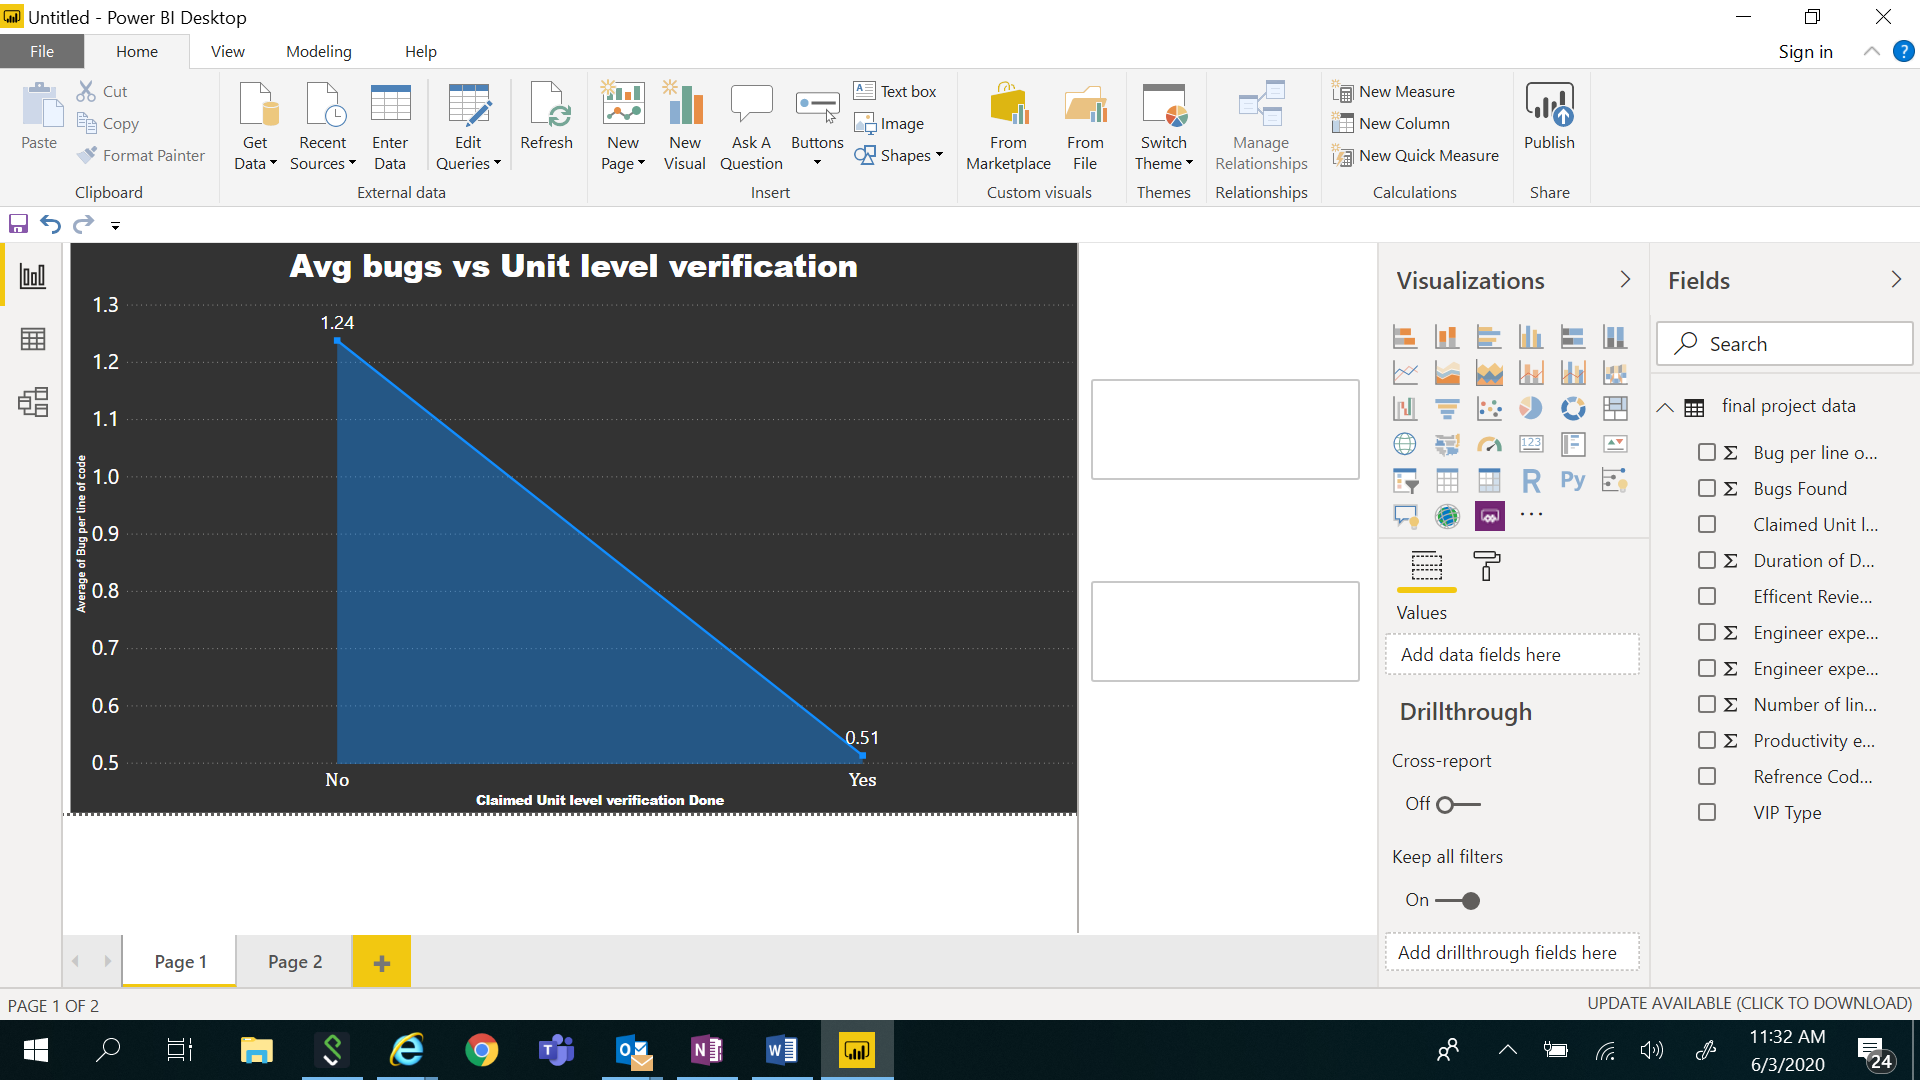 Untitled - Power BI Desktop
File Home View Modeling Help Sign in
Paste
Cut
Copy
Format Painter
Clipboard
Get Data
Recent Sources
Enter Data
Edit Queries
Refresh
External data
New Page
New Visual
Ask A Question
Buttons
Text box
Image
Shapes
Insert
From Marketplace
From File
Custom visuals
Switch Theme
Themes
Manage Relationships
Relationships
New Measure
New Column
New Quick Measure
Calculations
Publish
Share
Avg bugs vs Unit level verification
1.3
1.2
1.1
1.0
0.9
0.8
0.7
0.6
0.5
1.24
0.51
Average of Bug per line of code
No Yes
Claimed Unit level verification Done
Visualizations
123
R
Py
Values
Add data fields here
Drillthrough
Cross-report
Off
Keep all filters
On
Add drillthrough fields here
Fields
Search
final project data
Σ Bug per line o...
Σ Bugs Found
Claimed Unit l...
Σ Duration of D...
Efficent Revie...
Σ Engineer expe...
Σ Engineer expe...
Σ Number of lin...
Σ Productivity e...
Refrence Cod...
VIP Type
Page 1 Page 2
PAGE 1 OF 2
UPDATE AVAILABLE (CLICK TO DOWNLOAD)
11:32 AM
6/3/2020
24